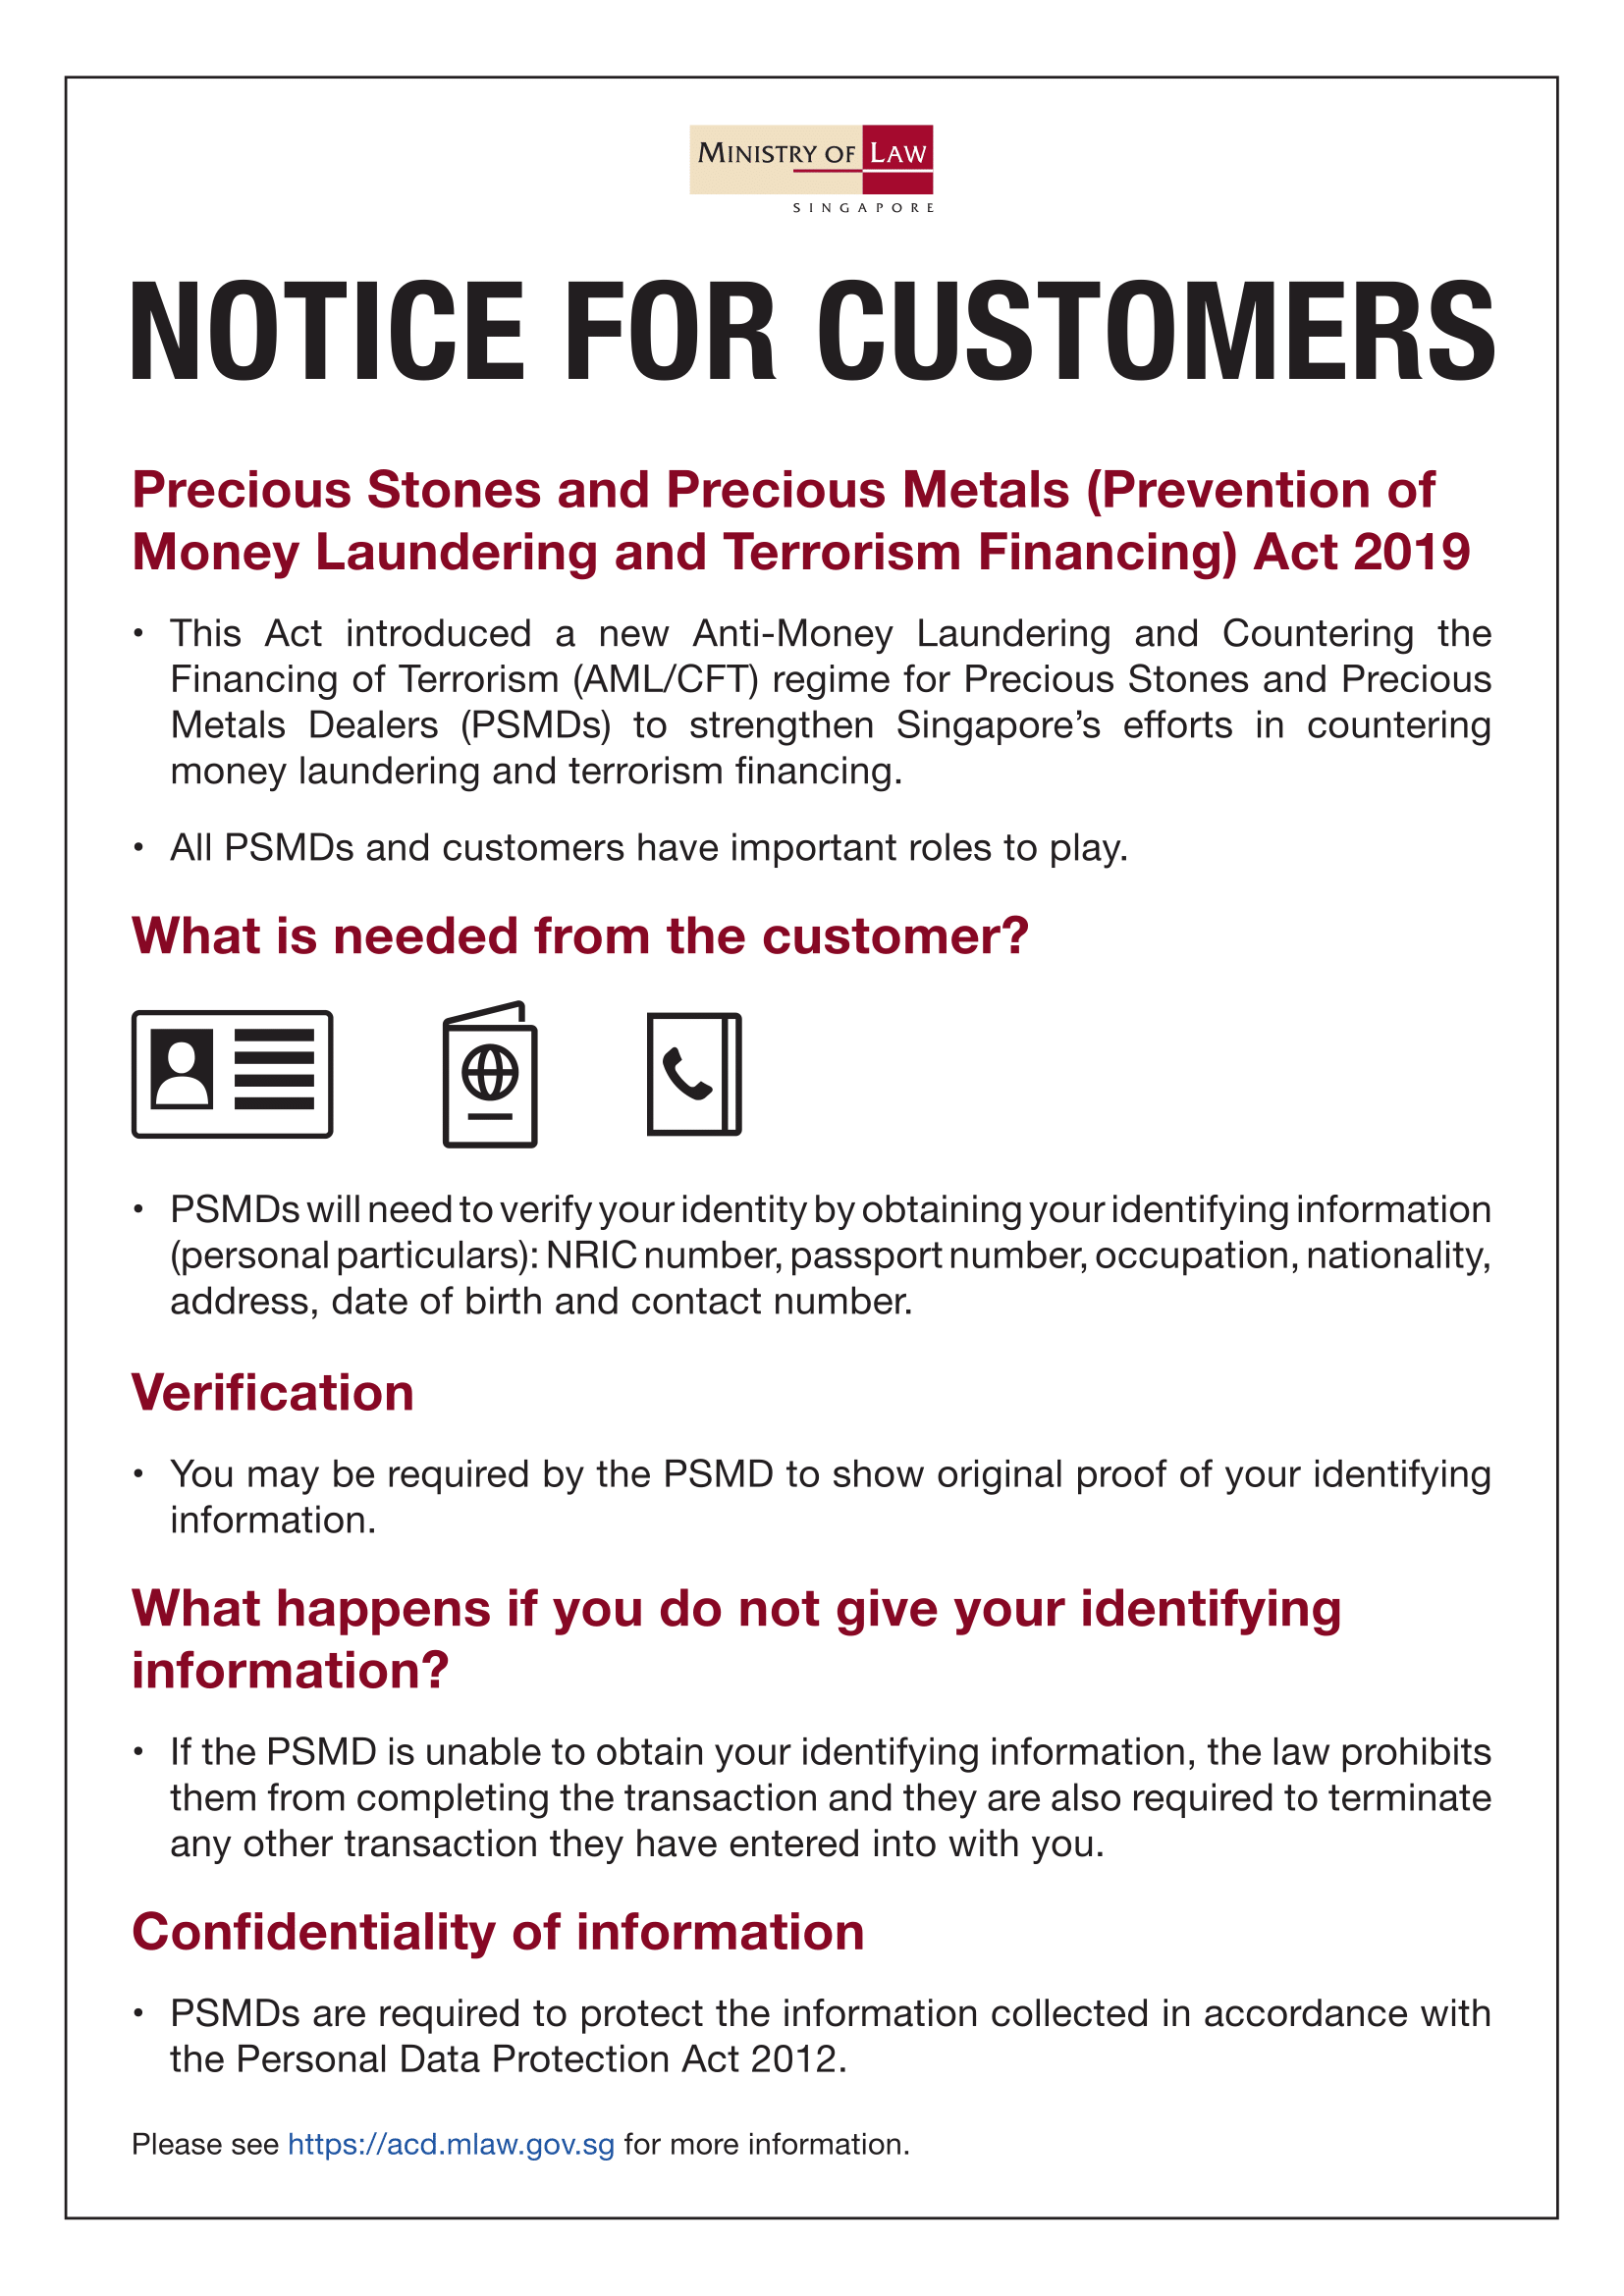 MINISTRY OF LAW
SINGAPORE
NOTICE FOR CUSTOMERS
Precious Stones and Precious Metals (Prevention of
Money Laundering and Terrorism Financing) Act 2019
• This Act introduced a new Anti-Money Laundering and Countering the
Financing of Terrorism (AML/CFT) regime for Precious Stones and Precious
Metals Dealers (PSMDs) to strengthen Singapore’s efforts in countering
money laundering and terrorism financing.
• All PSMDs and customers have important roles to play.
What is needed from the customer?
• PSMDs will need to verify your identity by obtaining your identifying information
(personal particulars): NRIC number, passport number, occupation, nationality,
address, date of birth and contact number.
Verification
• You may be required by the PSMD to show original proof of your identifying
information.
What happens if you do not give your identifying
information?
• If the PSMD is unable to obtain your identifying information, the law prohibits
them from completing the transaction and they are also required to terminate
any other transaction they have entered into with you.
Confidentiality of information
• PSMDs are required to protect the information collected in accordance with
the Personal Data Protection Act 2012.
Please see https://acd.mlaw.gov.sg for more information.